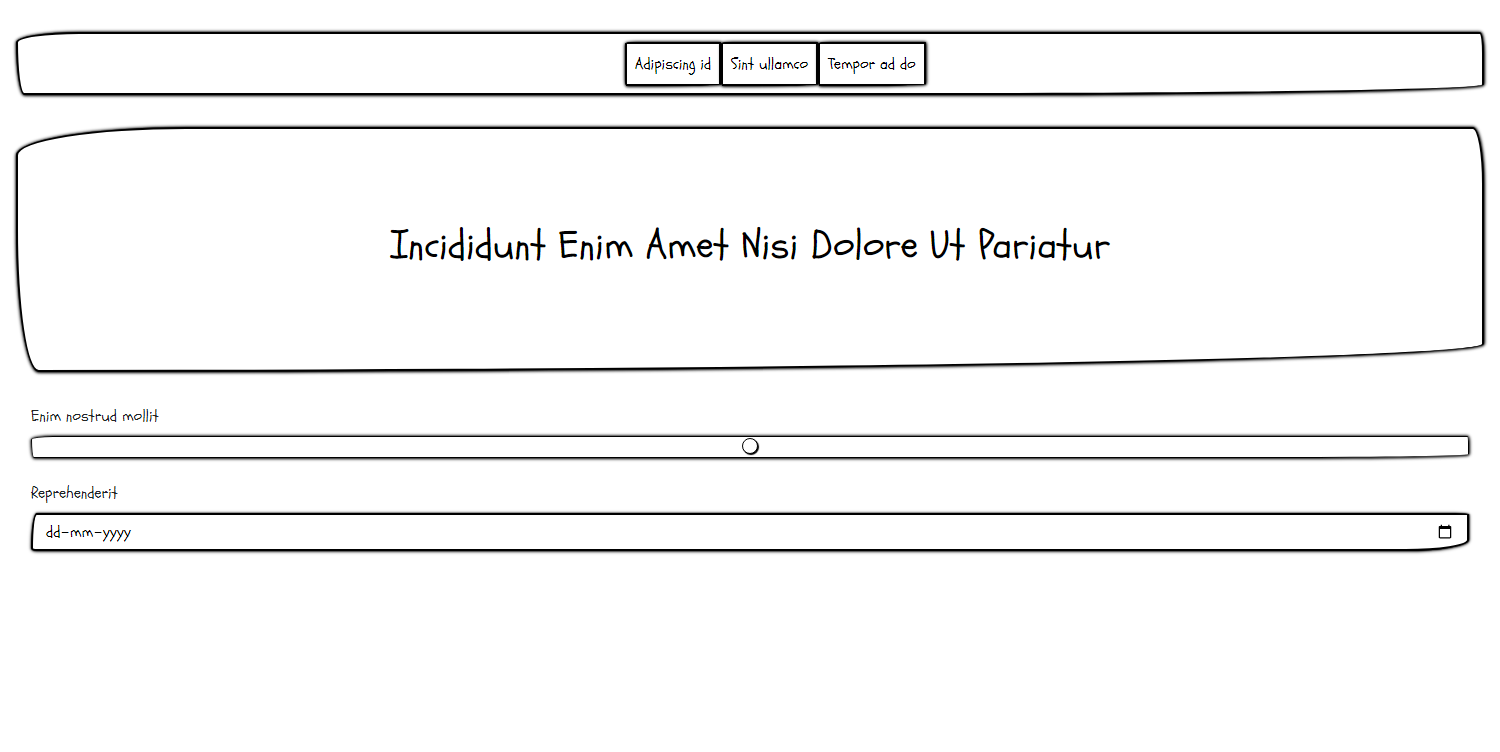 Adipiscing id Sint ullamco Tempor ad do
Incididunt Enim Amet Nisi Dolore Ut Pariatur
Enim nostrud mollit
Reprehenderit
dd-mm-yyyy